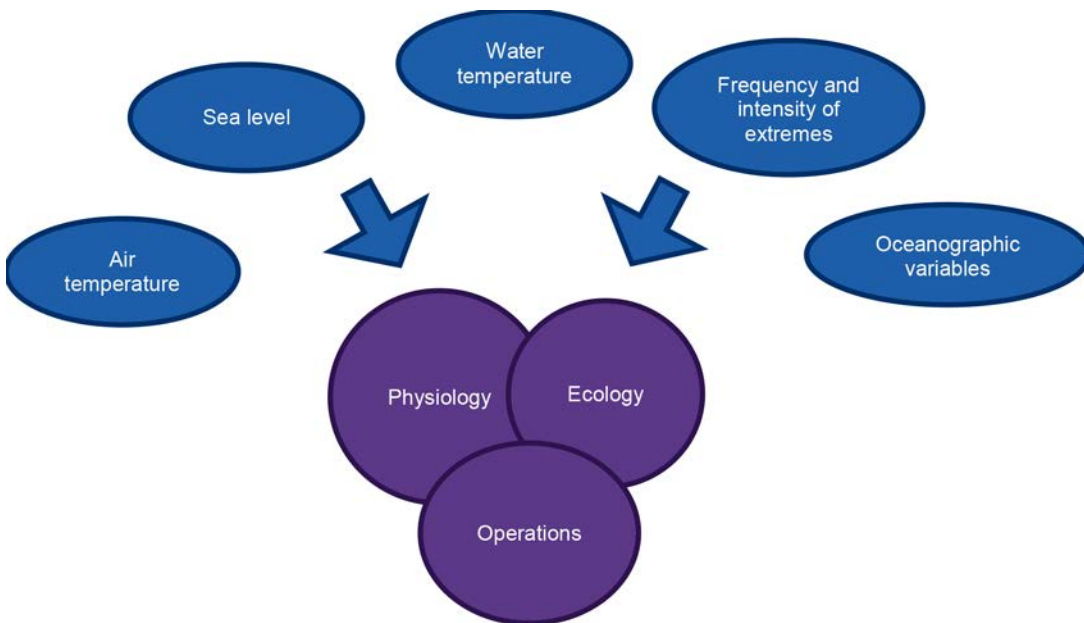 Water
temperature
Frequency and
intensity of
extremes
Sea level
Air
temperature
Oceanographic
variables
Physiology
Ecology
Operations